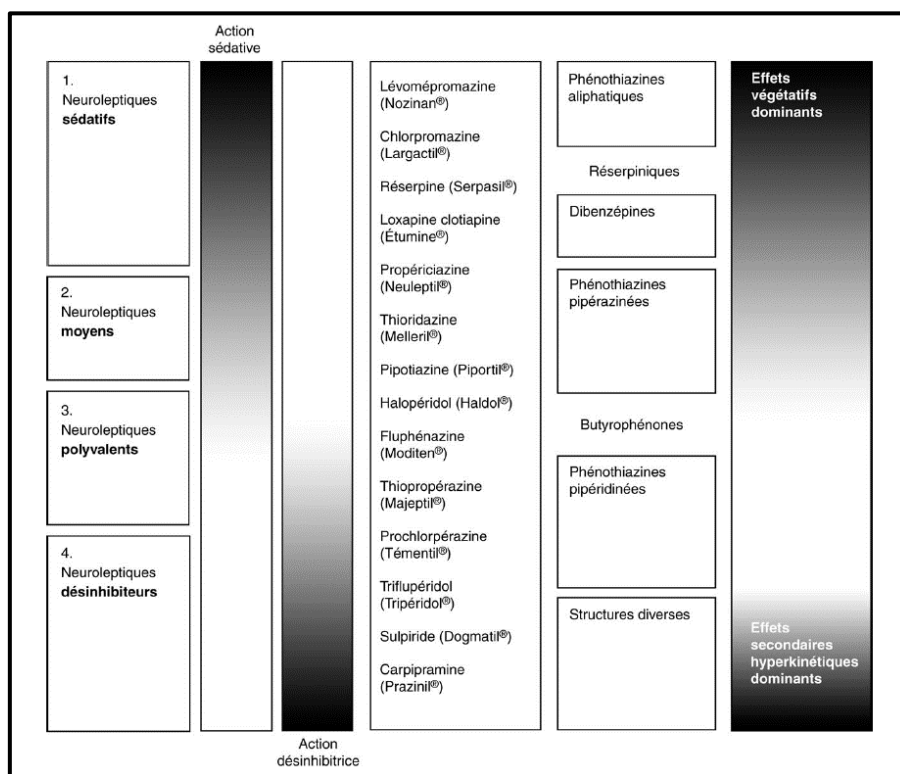 Action
sédative
1.
Neuroleptiques
sédatifs
2.
Neuroleptiques
moyens
3.
Neuroleptiques
polyvalents
4.
Neuroleptiques
désinhibiteurs
Action
désinhibitrice
Lévomépromazine
(Nozinan®)
Chlorpromazine
(Largactil®)
Réserpine (Serpasil®)
Loxapine clotiapine
(Étumine®)
Propériciazine
(Neuleptil®)
Thioridazine
(Melleril®)
Pipotiazine (Piportil®)
Halopéridol (Haldol®)
Fluphénazine
(Moditen®)
Thiopropérazine
(Majeptil®)
Prochlorpérazine
(Témentil®)
Triflupéridol
(Tripéridol®)
Sulpiride (Dogmatil®)
Carpipramine
(Prazinil®)
Phénothiazines
aliphatiques
Réserpiniques
Dibenzépines
Phénothiazines
pipérazinées
Butyrophénones
Phénothiazines
pipéridinées
Structures diverses
Effets
végétatifs
dominants
Effets
secondaires
hyperkinétiques
dominants